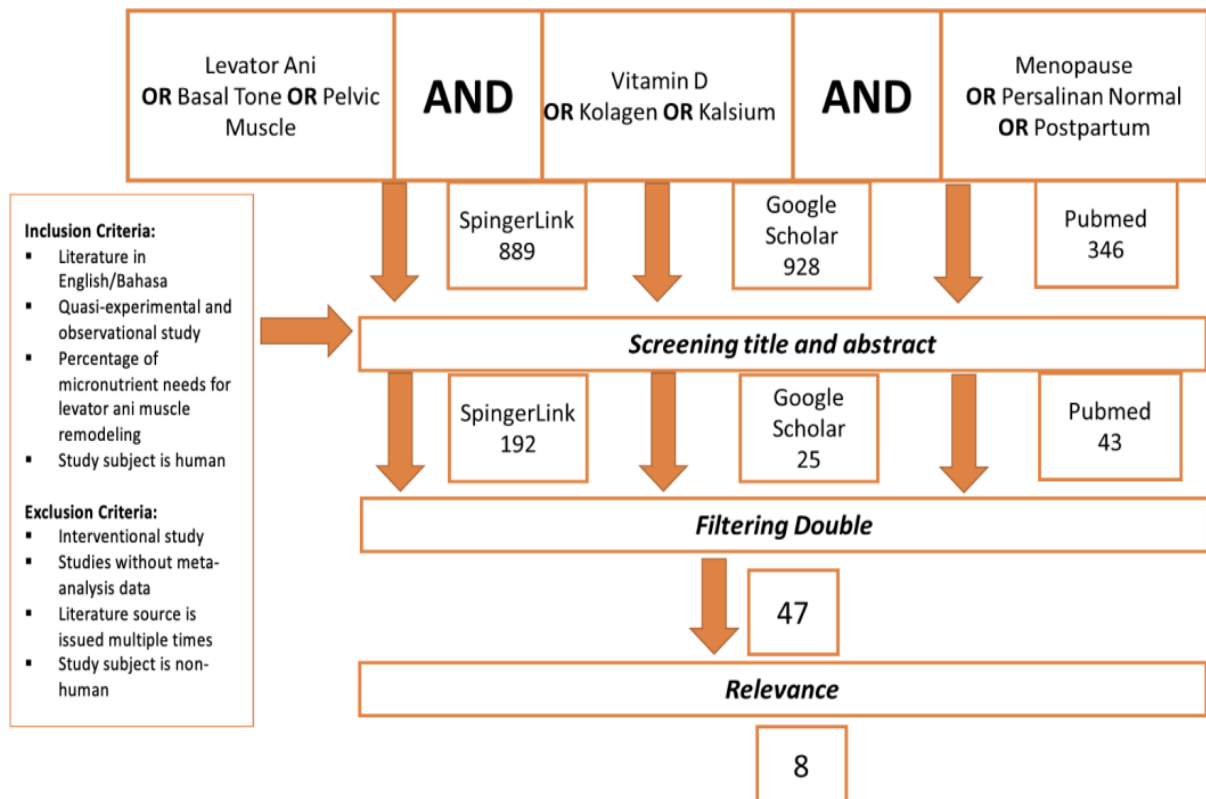 Levator Ani
OR Basal Tone OR Pelvic
Muscle
AND
Vitamin D
OR Kolagen OR Kalsium
AND
Menopause
OR Persalinan Normal
OR Postpartum
SpingerLink
889
Google
Scholar
928
Pubmed
346
Inclusion Criteria:
▪ Literature in
English/Bahasa
▪ Quasi-experimental and
observational study
▪ Percentage of
micronutrient needs for
levator ani muscle
remodeling
▪ Study subject is human
Exclusion Criteria:
▪ Interventional study
▪ Studies without meta-
analysis data
▪ Literature source is
issued multiple times
▪ Study subject is non-
human
Screening title and abstract
SpingerLink
192
Google
Scholar
25
Pubmed
43
Filtering Double
47
Relevance
8